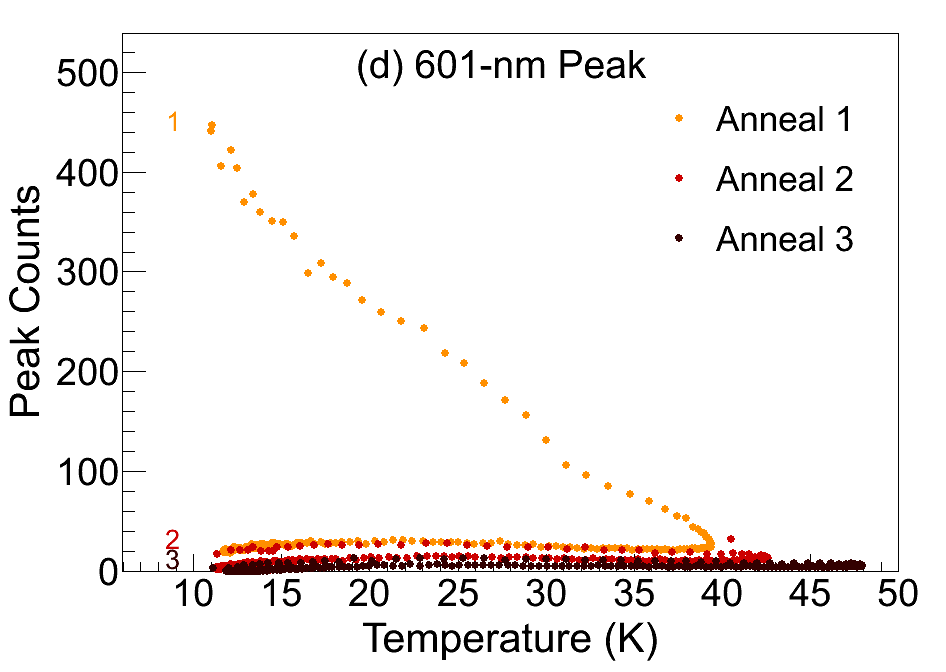 (d) 601-nm Peak
Anneal 1
Anneal 2
Anneal 3
Peak Counts
500
400
300
200
100
0
1
2
3
10 15 20 25 30 35 40 45 50
Temperature (K)